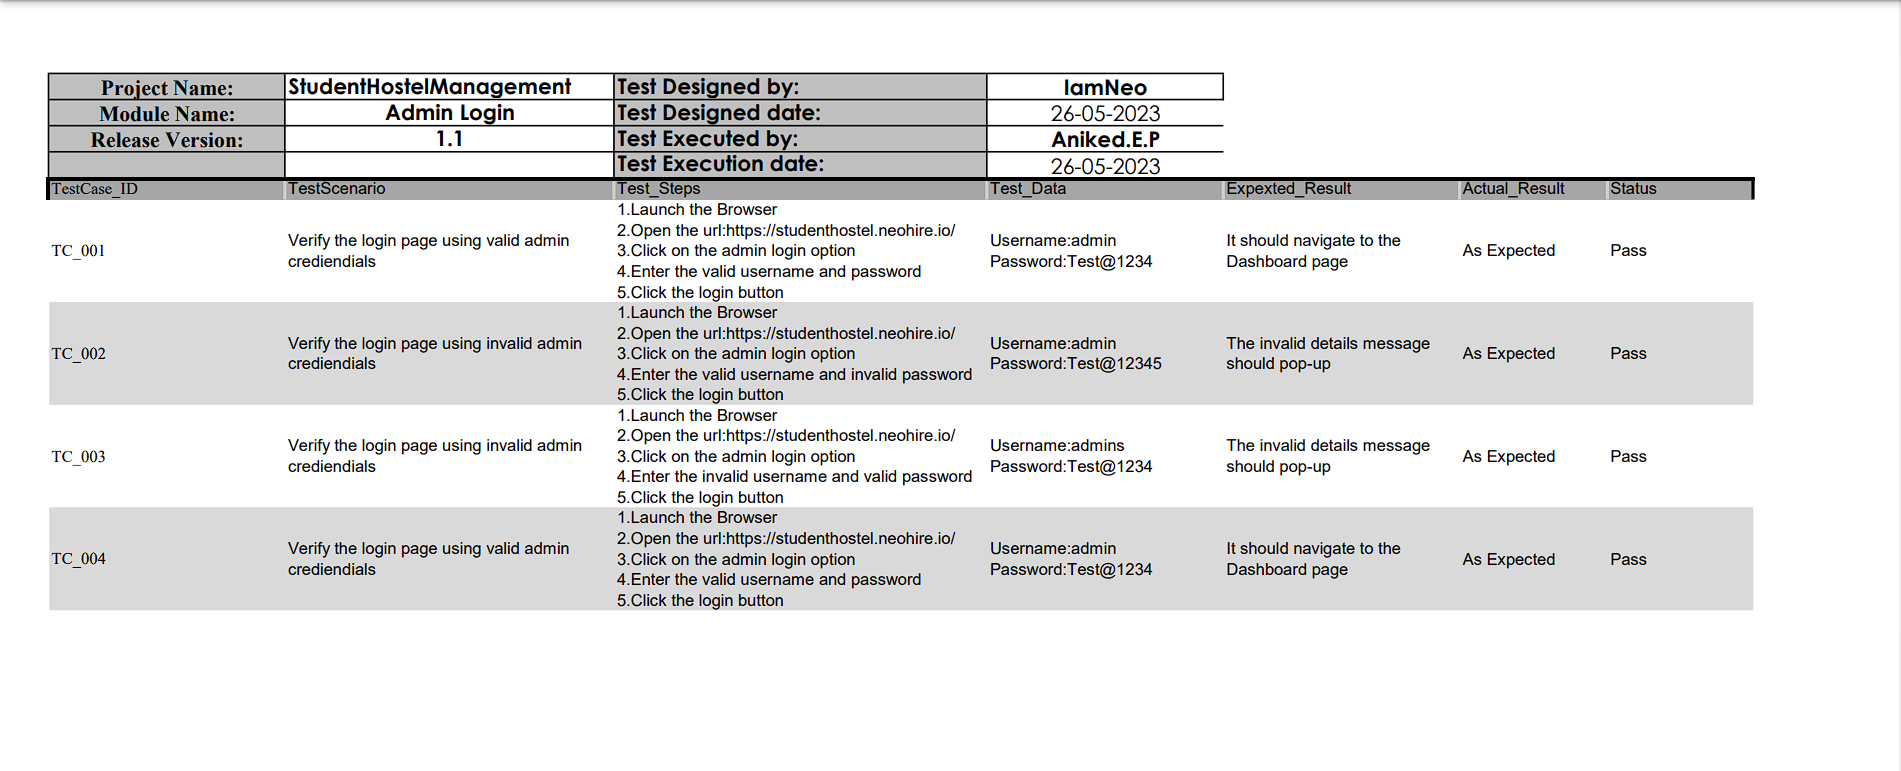 Project Name: StudentHostelManagement Test Designed by: IamNeo
Module Name: Admin Login Test Designed date: 26-05-2023
Release Version: 1.1 Test Executed by: Aniked.E.P
Test Execution date: 26-05-2023
TestCase_ID TestScenario Test_Steps Test_Data Expexted_Result Actual_Result Status
TC_001
Verify the login page using valid admin
crediendials
1.Launch the Browser
2.Open the url:https://studenthostel.neohire.io/
3.Click on the admin login option
4.Enter the valid username and password
5.Click the login button
Username:admin
Password:Test@1234
It should navigate to the
Dashboard page
As Expected
Pass
TC_002
Verify the login page using invalid admin
crediendials
1.Launch the Browser
2.Open the url:https://studenthostel.neohire.io/
3.Click on the admin login option
4.Enter the valid username and invalid password
5.Click the login button
Username:admin
Password:Test@12345
The invalid details message
should pop-up
As Expected
Pass
TC_003
Verify the login page using invalid admin
crediendials
1.Launch the Browser
2.Open the url:https://studenthostel.neohire.io/
3.Click on the admin login option
4.Enter the invalid username and valid password
5.Click the login button
Username:admins
Password:Test@1234
The invalid details message
should pop-up
As Expected
Pass
TC_004
Verify the login page using valid admin
crediendials
1.Launch the Browser
2.Open the url:https://studenthostel.neohire.io/
3.Click on the admin login option
4.Enter the valid username and password
5.Click the login button
Username:admin
Password:Test@1234
It should navigate to the
Dashboard page
As Expected
Pass